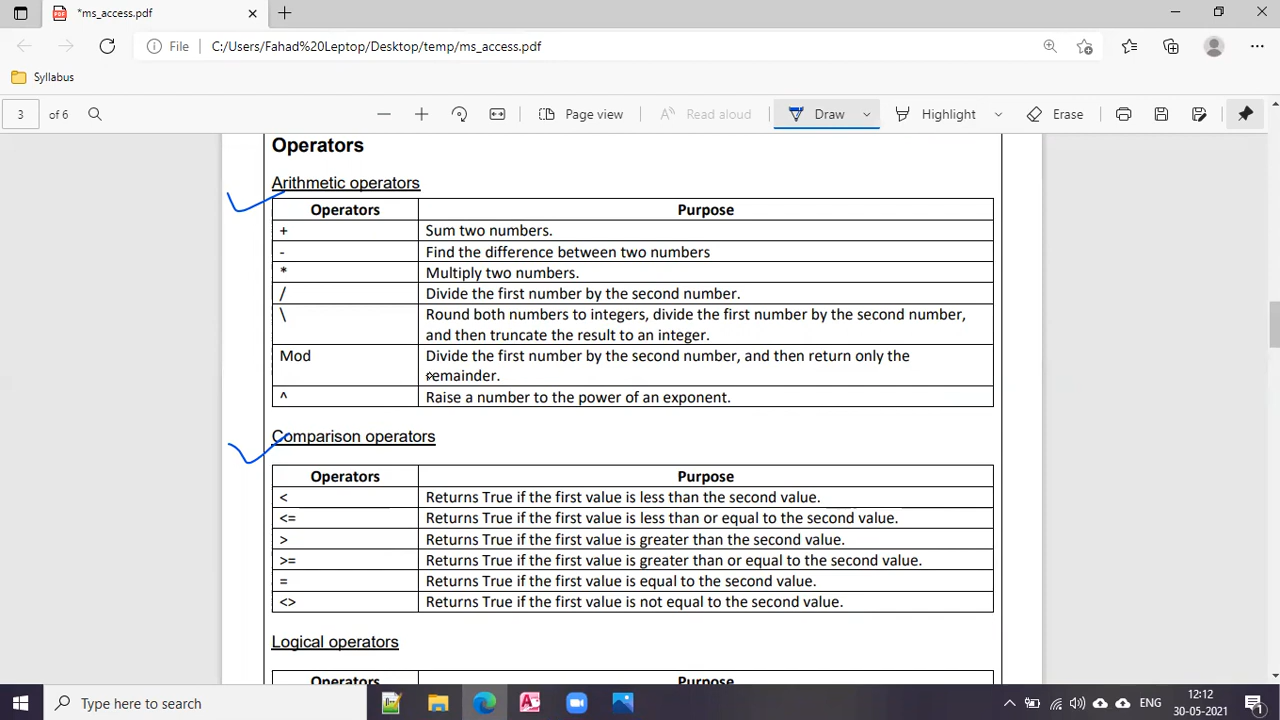 *ms_access.pdf
File C:/Users/Fahad%20Leptop/Desktop/temp/ms_access.pdf
Syllabus
3 of 6 Page view Read aloud Draw Highlight Erase
Operators
Arithmetic operators
Operators Purpose
+ Sum two numbers.
- Find the difference between two numbers
* Multiply two numbers.
/ Divide the first number by the second number.
\ Round both numbers to integers, divide the first number by the second number,
and then truncate the result to an integer.
Mod Divide the first number by the second number, and then return only the
remainder.
^ Raise a number to the power of an exponent.
Comparison operators
Operators Purpose
< Returns True if the first value is less than the second value.
<= Returns True if the first value is less than or equal to the second value.
> Returns True if the first value is greater than the second value.
>= Returns True if the first value is greater than or equal to the second value.
= Returns True if the first value is equal to the second value.
<> Returns True if the first value is not equal to the second value.
Logical operators
Operators Purpose
Type here to search
ENG
12:12
30-05-2021
1